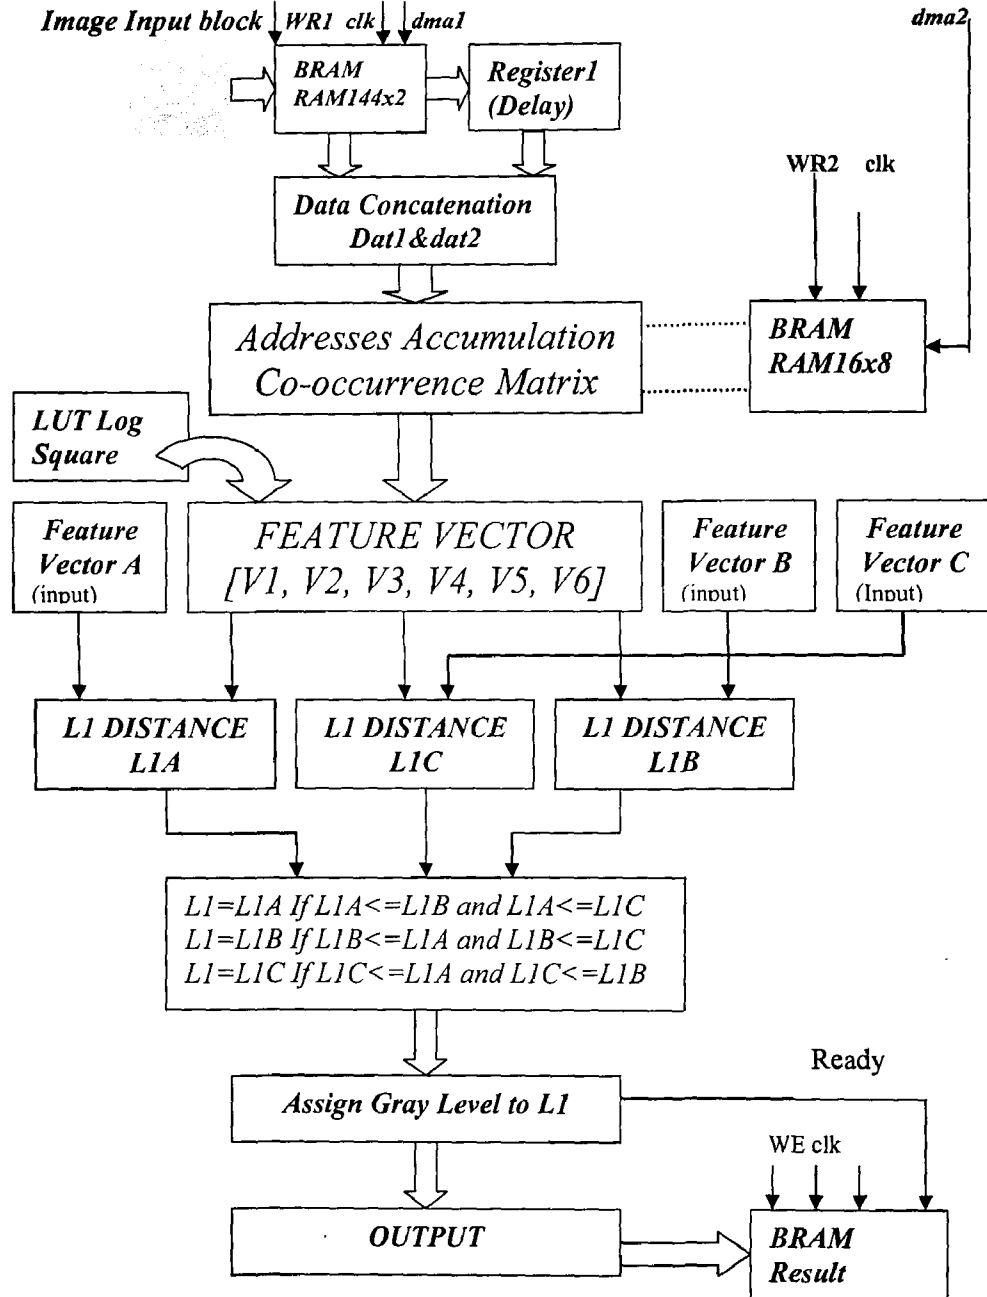 Image Input block WR1 clk dma1
dma2
BRAM
RAM144x2
Register1
(Delay)
WR2 clk
Data Concatenation
Dat1&dat2
Addresses Accumulation
Co-occurrence Matrix
BRAM
RAM16x8
LUT Log
Square
Feature
Vector A
(input)
FEATURE VECTOR
[V1, V2, V3, V4, V5, V6]
Feature
Vector B
(input)
Feature
Vector C
(Input)
L1 DISTANCE
L1A
L1 DISTANCE
L1C
L1 DISTANCE
L1B
L1=L1A If L1A<=L1B and L1A<=L1C
L1=L1B If L1B<=L1A and L1B<=L1C
L1=L1C If L1C<=L1A and L1C<=L1B
Ready
Assign Gray Level to L1
WE clk
OUTPUT
BRAM
Result